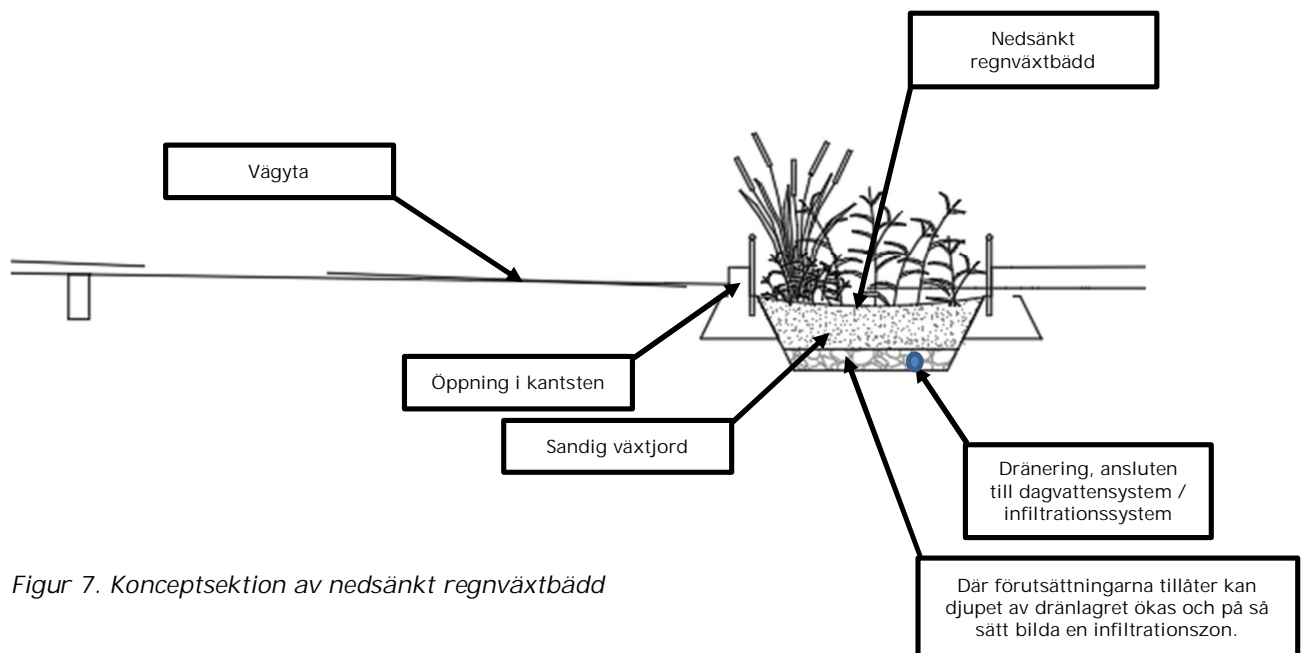 Nedsänkt
regnväxtbädd
Vägyta
Öppning i kantsten
Sandig växtjord
Dränering, ansluten
till dagvattensystem /
infiltrationssystem
Där förutsättningarna tillåter kan
djupet av dränlagret ökas och på så
sätt bilda en infiltrationszon.
Figur 7. Konceptsektion av nedsänkt regnväxtbädd